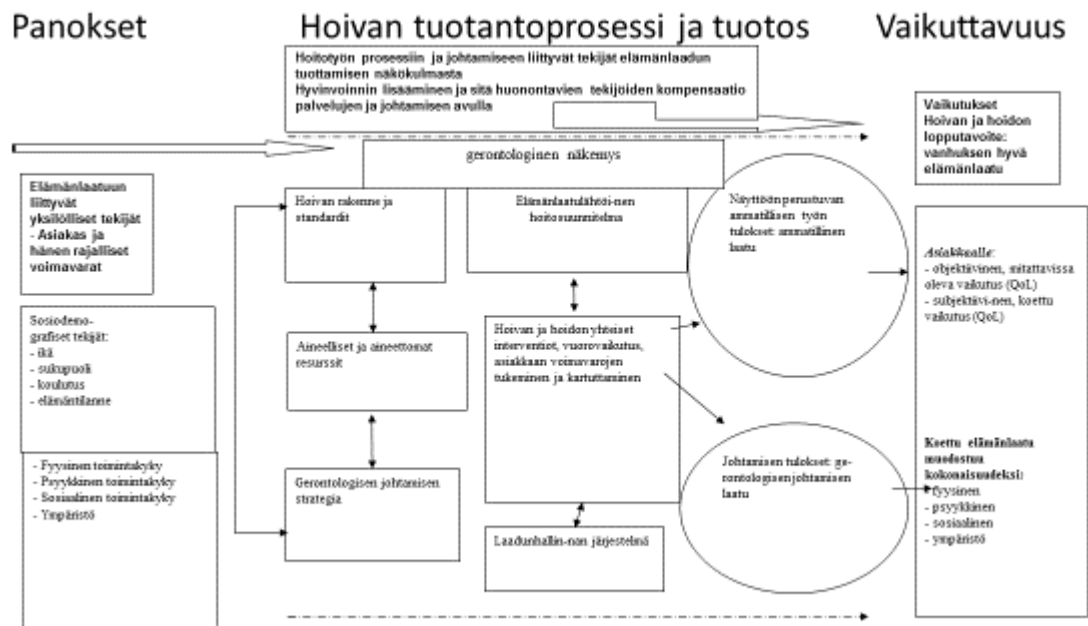 Panokset
Hoivan tuotantoprosessi ja tuotos
Vaikuttavuus
Hoitotyön prosessiin ja johtamiseen liittyvät tekijät elämänlaadun
tuottamisen näkökulmasta
Hyvinvoinnin lisääminen ja sitä huonontavien tekijöiden kompensaatio
palvelujen ja johtamisen avulla
Vaikutukset
Hoivan ja hoidon
lopputavoite:
vanhuksen hyvä
elämänlaatu
gerontologinen näkemys
Elämänlaatuun
liittyvät
yksilölliset tekijät
- Asiakas ja
hänen rajalliset
voimavarat
Hoivan rakenne ja
standardit
Elämänlaatulähtöi-nen
hoitosuunnitelma
Näyttöön perustuvan
ammatillisen työn
tulokset: ammatillinen
laatu
Asiakkaalle:
- objektiivinen, mitattavissa
oleva vaikutus (QoL)
- subjektiivi-nen, koettu
vaikutus (QoL)
Sosiodemo-
grafiset tekijät:
- ikä
- sukupuoli
- koulutus
- elämäntilanne
Aineelliset ja aineettomat
resurssit
Hoivan ja hoidon yhteiset
interventiot, vuorovaikutus,
asiakkaan voimavarojen
tukeminen ja kartuttaminen
- Fyysinen toimintakyky
- Psyykkinen toimintakyky
- Sosiaalinen toimintakyky
- Ympäristö
Gerontologisen johtamisen
strategia
Johtamisen tulokset: ge-
rontologisen johtamisen
laatu
Koettu elämänlaatu
muodostuu
kokonaisuudeksi:
- fyysinen
- psyykkinen
- sosiaalinen
- ympäristö
Laadunhallin-nan järjestelmä